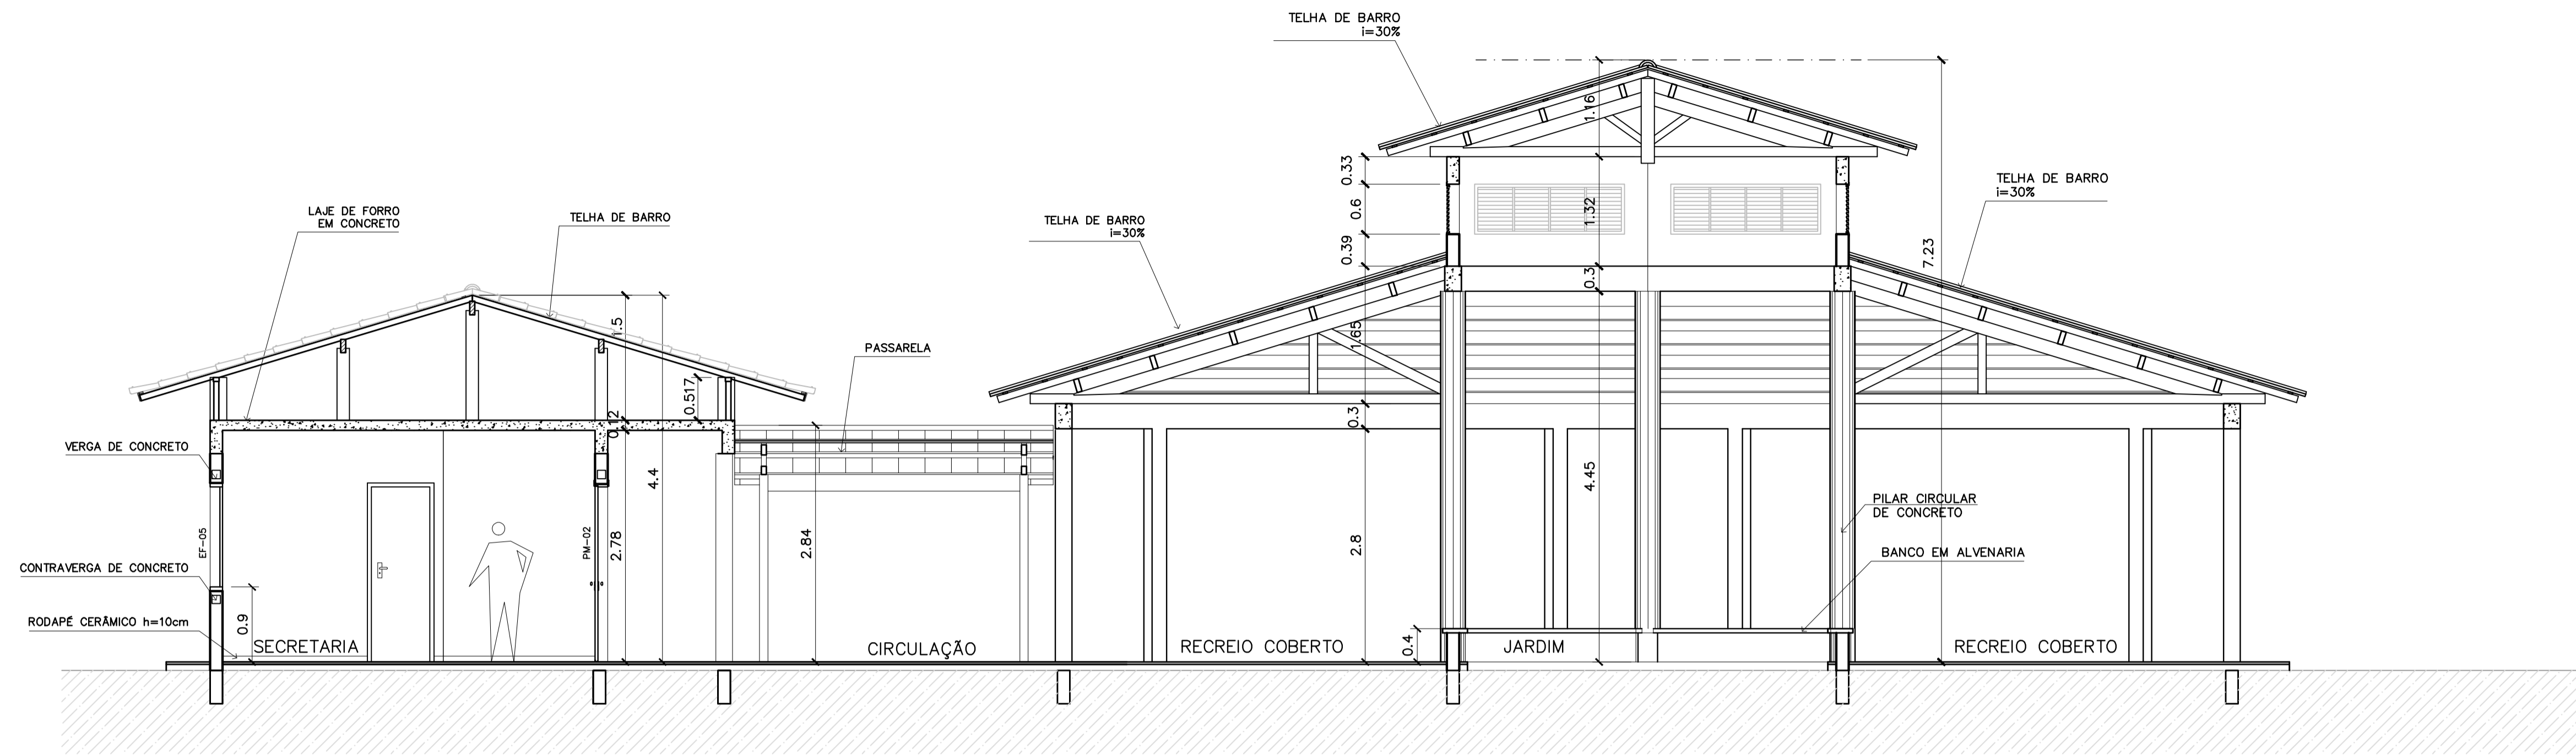 TELHA DE BARRO
i=30%
1.16
0.33
TELHA DE BARRO
i=30%
LAJE DE FORRO
EM CONCRETO
TELHA DE BARRO
TELHA DE BARRO
i=30%
0.6
1.32
0.39
7.23
0.3
1.5
1.65
PASSARELA
0.517
0.12
0.3
VERGA DE CONCRETO
4.4
4.45
PILAR CIRCULAR
DE CONCRETO
EF-05
PM-02
2.78
2.84
2.8
BANCO EM ALVENARIA
CONTRAVERGA DE CONCRETO
RODAPÉ CERÂMICO h=10cm
0.9
0.4
SECRETARIA
CIRCULAÇÃO
RECREIO COBERTO
JARDIM
RECREIO COBERTO